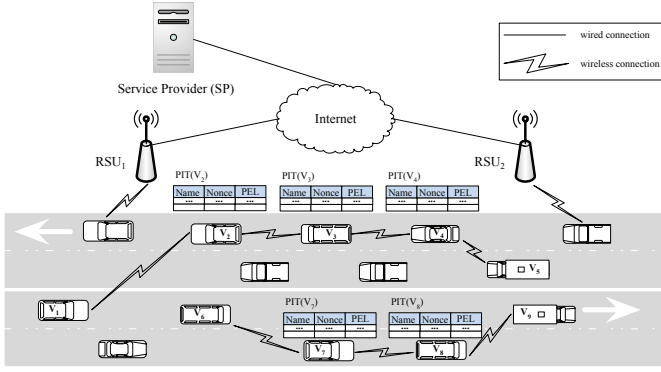 wired connection
wireless connection
Service Provider (SP)
Internet
RSU1
RSU2
PIT(V2)
PIT(V3)
PIT(V4)
Name Nonce PEL
... ... ...
Name Nonce PEL
... ... ...
Name Nonce PEL
... ... ...
V2
V3
V4
V5
V1
V6
V9
PIT(V7)
PIT(V8)
Name Nonce PEL
... ... ...
Name Nonce PEL
... ... ...
V7
V8